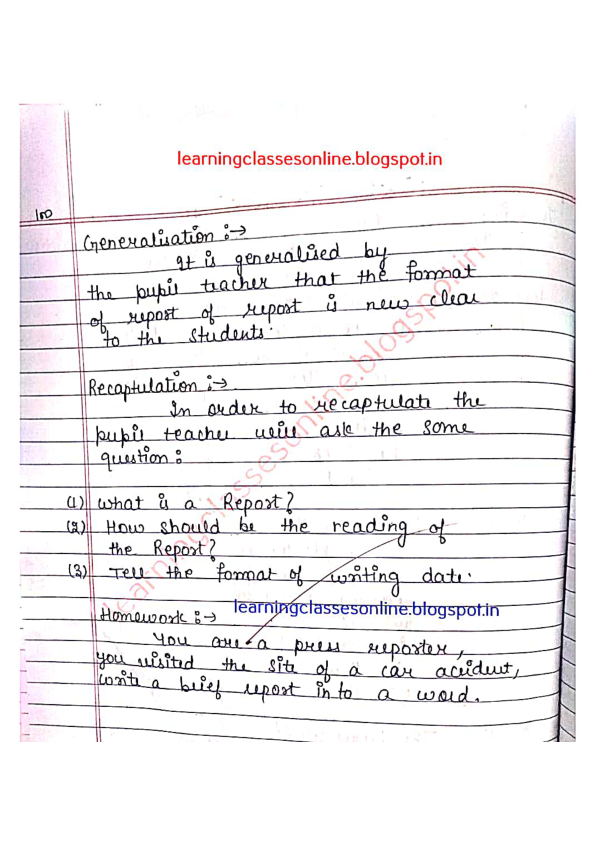 learningclassesonline.blogspot.in
100
Generalisation :→
It is generalised by
the pupil teacher that the format
of report of report is new clear
to the students.
Recaptulation :→
In order to recaptulate the
pupil teacher will ask the some
question :
(1) What is a Report?
(2) How should be the reading of
the Report?
(3) Tell the format of writing date.
learningclassesonline.blogspot.in
Homework :→
You are a press reporter,
you visited the site of a car accident,
write a brief report in to a word.
learningclassesonline.blogspot.in